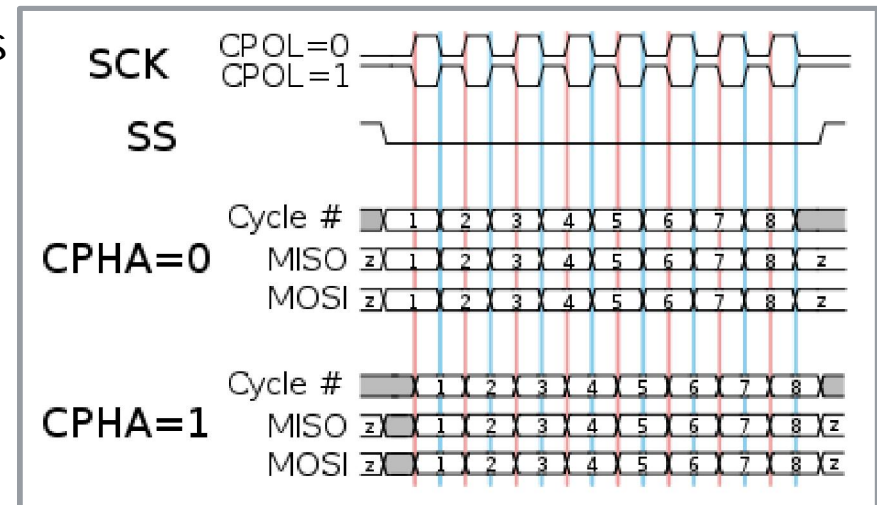 s
SCK CPOL=0
CPOL=1
SS
Cycle # 1 2 3 4 5 6 7 8
CPHA=0 MISO z 1 2 3 4 5 6 7 8 z
MOSI z 1 2 3 4 5 6 7 8 z
Cycle # 1 2 3 4 5 6 7 8
CPHA=1 MISO z 1 2 3 4 5 6 7 8 z
MOSI z 1 2 3 4 5 6 7 8 z